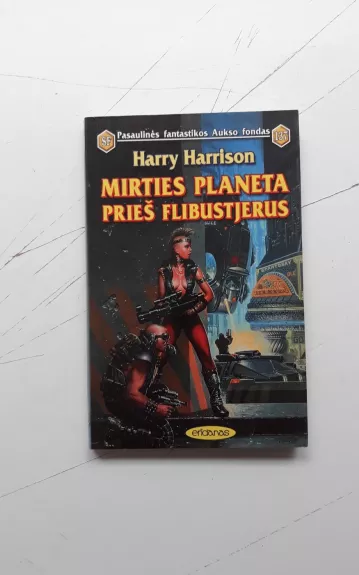 SF Pasaulinės fantastikos Aukso fondas 137
Harry Harrison
MIRTIES PLANETA
PRIEŠ FLIBUSTJERUS
eridanas